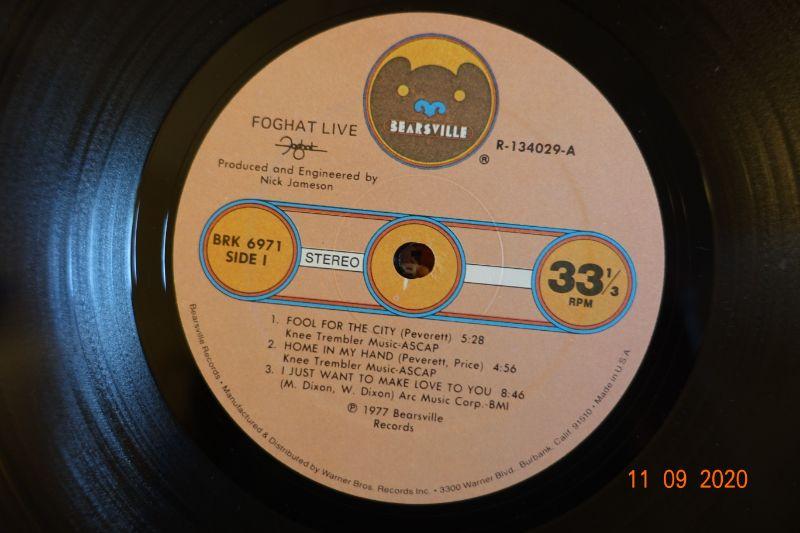 BEARSVILLE
®
FOGHAT LIVE
Foghat
R-134029-A
Produced and Engineered by
Nick Jameson
BRK 6971
SIDE I
STEREO
33 1/3
RPM
1. FOOL FOR THE CITY (Peverett) 5:28
Knee Trembler Music-ASCAP
2. HOME IN MY HAND (Peverett, Price) 4:56
Knee Trembler Music-ASCAP
3. I JUST WANT TO MAKE LOVE TO YOU 8:46
(M. Dixon, W. Dixon) Arc Music Corp.-BMI
℗ 1977 Bearsville
Records
Bearsville Records. • Manufactured & Distributed by Warner Bros. Records Inc. • 3300 Warner Blvd. Burbank, Calif. 91510 • Made in U.S.A.
11 09 2020